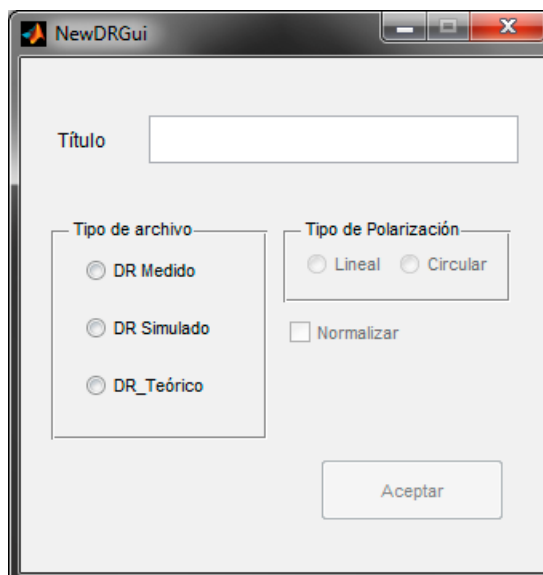 NewDRGui
Título
Tipo de archivo
DR Medido
DR Simulado
DR_Teórico
Tipo de Polarización
Lineal Circular
Normalizar
Aceptar